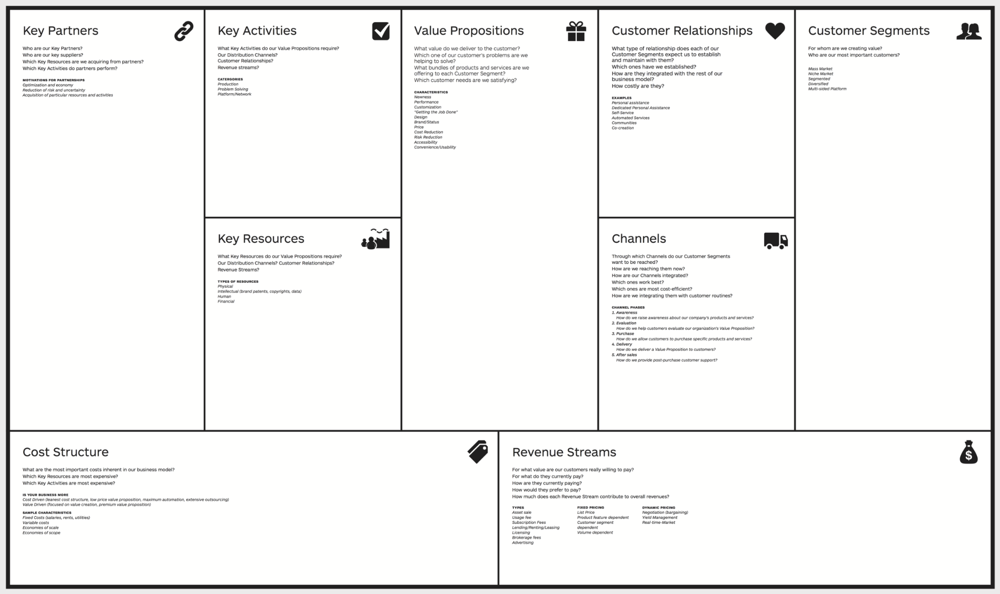 Key Partners
Who are our Key Partners?
Who are our key suppliers?
Which Key Resources are we acquiring from partners?
Which Key Activities do partners perform?
MOTIVATIONS FOR PARTNERSHIPS
Optimization and economy
Reduction of risk and uncertainty
Acquisition of particular resources and activities
Key Activities
What Key Activities do our Value Propositions require?
Our Distribution Channels?
Customer Relationships?
Revenue streams?
CATERGORIES
Production
Problem Solving
Platform/Network
Key Resources
What Key Resources do our Value Propositions require?
Our Distribution Channels? Customer Relationships?
Revenue Streams?
TYPES OF RESOURCES
Physical
Intellectual (brand patents, copyrights, data)
Human
Financial
Value Propositions
What value do we deliver to the customer?
Which one of our customer's problems are we
helping to solve?
What bundles of products and services are we
offering to each Customer Segment?
Which customer needs are we satisfying?
CHARACTERISTICS
Newness
Performance
Customization
"Getting the Job Done"
Design
Brand/Status
Price
Cost Reduction
Risk Reduction
Accessibility
Convenience/Usability
Customer Relationships
What type of relationship does each of our
Customer Segments expect us to establish
and maintain with them?
Which ones have we established?
How are they integrated with the rest of our
business model?
How costly are they?
EXAMPLES
Personal assistance
Dedicated Personal Assistance
Self-Service
Automated Services
Communities
Co-creation
Channels
Through which Channels do our Customer Segments
want to be reached?
How are we reaching them now?
How are our Channels integrated?
Which ones work best?
Which ones are most cost-efficient?
How are we integrating them with customer routines?
CHANNEL PHASES
1. Awareness
How do we raise awareness about our company's products and services?
2. Evaluation
How do we help customers evaluate our organization's Value Proposition?
3. Purchase
How do we allow customers to purchase specific products and services?
4. Delivery
How do we deliver a Value Proposition to customers?
5. After sales
How do we provide post-purchase customer support?
Customer Segments
For whom are we creating value?
Who are our most important customers?
Mass Market
Niche Market
Segmented
Diversified
Multi-sided Platform
Cost Structure
What are the most important costs inherent in our business model?
Which Key Resources are most expensive?
Which Key Activities are most expensive?
IS YOUR BUSINESS MORE
Cost Driven (leanest cost structure, low price value proposition, maximum automation, extensive outsourcing)
Value Driven (focused on value creation, premium value proposition)
SAMPLE CHARACTERISTICS
Fixed Costs (salaries, rents, utilities)
Variable costs
Economies of scale
Economies of scope
Revenue Streams
$
For what value are our customers really willing to pay?
For what do they currently pay?
How are they currently paying?
How would they prefer to pay?
How much does each Revenue Stream contribute to overall revenues?
TYPES
Asset sale
Usage fee
Subscription Fees
Lending/Renting/Leasing
Licensing
Brokerage fees
Advertising
FIXED PRICING
List Price
Product feature dependent
Customer segment
dependent
Volume dependent
DYNAMIC PRICING
Negotiation (bargaining)
Yield Management
Real-time-Market